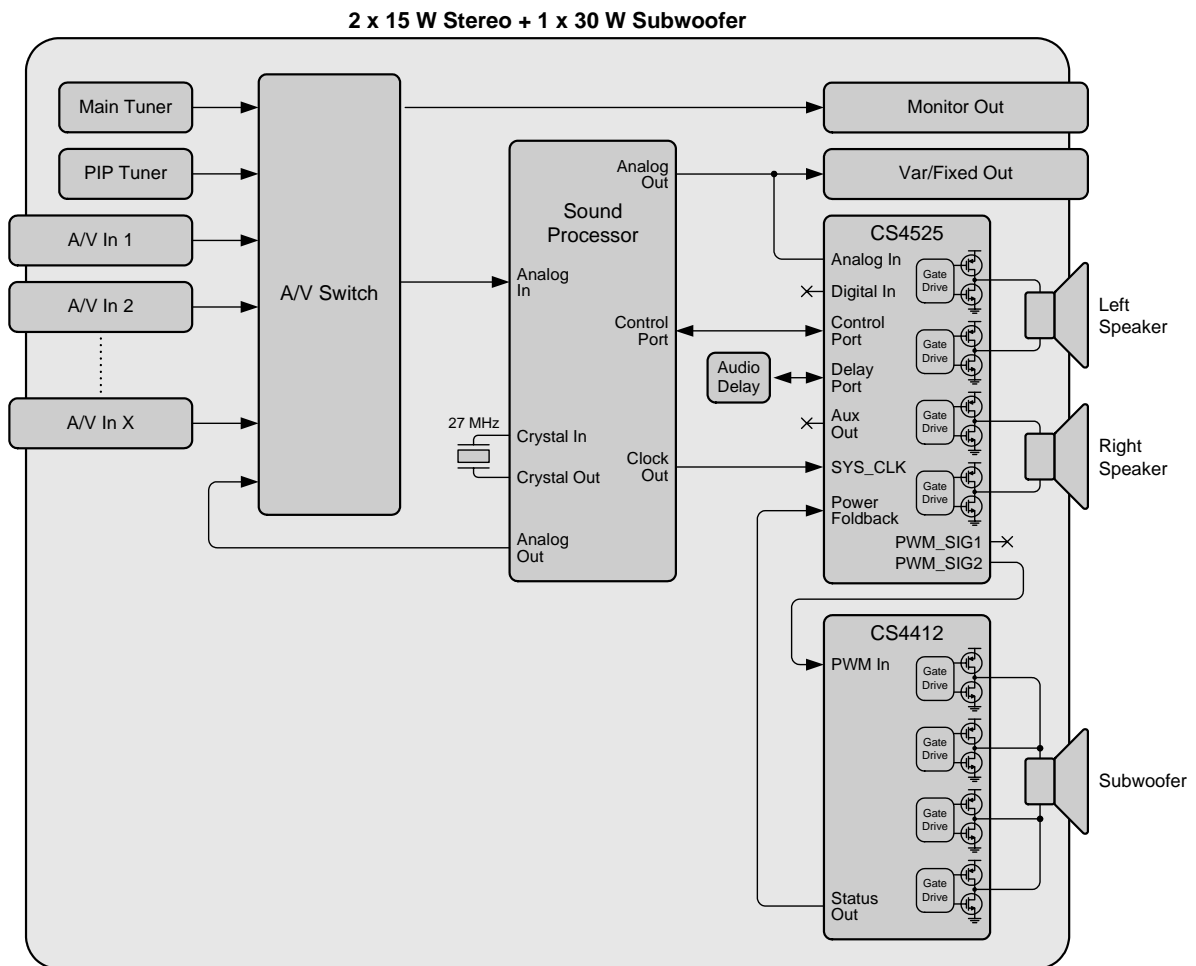 2 x 15 W Stereo + 1 x 30 W Subwoofer
Main Tuner
PIP Tuner
A/V In 1
A/V In 2
A/V In X
A/V Switch
Sound
Processor
Analog
Out
Analog
In
Control
Port
27 MHz
Crystal In
Crystal Out
Clock
Out
Analog
Out
Monitor Out
Var/Fixed Out
Audio
Delay
CS4525
Analog In
Digital In
Control
Port
Delay
Port
Aux
Out
SYS_CLK
Power
Foldback
PWM_SIG1
PWM_SIG2
Gate
Drive
Gate
Drive
Gate
Drive
Gate
Drive
Left
Speaker
Right
Speaker
CS4412
PWM In
Gate
Drive
Gate
Drive
Gate
Drive
Gate
Drive
Status
Out
Subwoofer